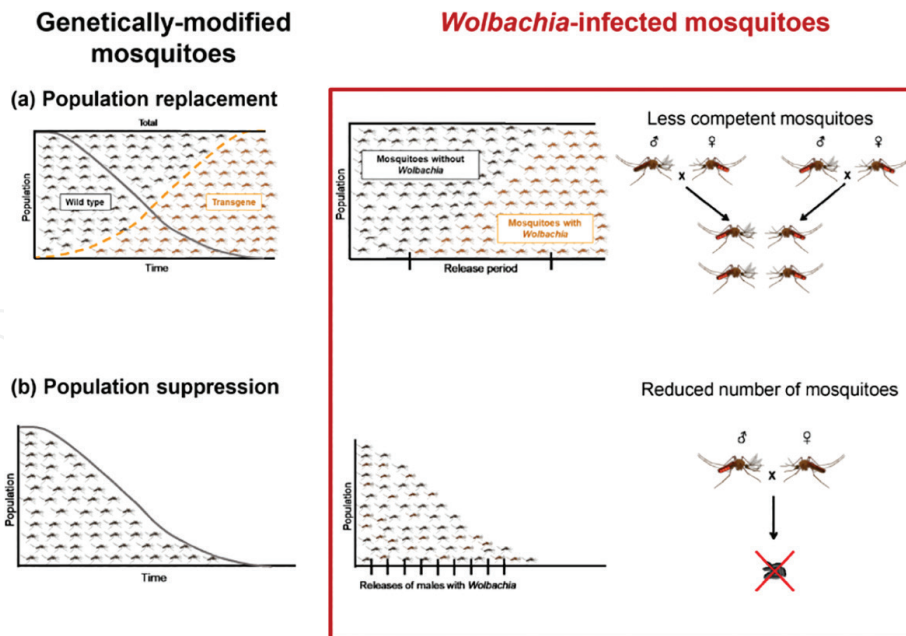 Genetically-modified
mosquitoes
Wolbachia-infected mosquitoes
(a) Population replacement
Total
Population
Wild type
Transgene
Time
Population
Mosquitoes without
Wolbachia
Mosquitoes with
Wolbachia
Release period
Less competent mosquitoes
♂ ♀ ♂ ♀
x x
(b) Population suppression
Population
Time
Population
Releases of males with Wolbachia
Reduced number of mosquitoes
♂ ♀
x